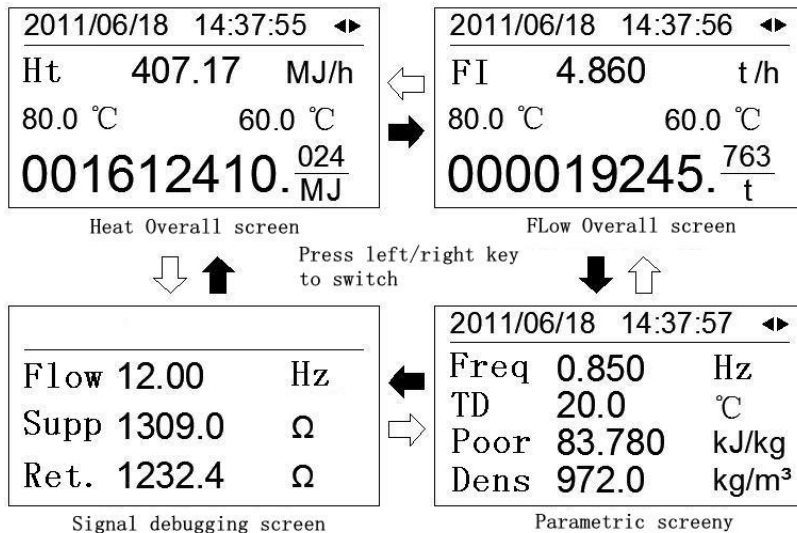 2011/06/18 14:37:55 ◂▸
Ht 407.17 MJ/h
80.0 ℃ 60.0 ℃
001612410. 024
MJ
Heat Overall screen
2011/06/18 14:37:56 ◂▸
FI 4.860 t/h
80.0 ℃ 60.0 ℃
000019245. 763
t
FLow Overall screen
Press left/right key
to switch
Flow 12.00 Hz
Supp 1309.0 Ω
Ret. 1232.4 Ω
Signal debugging screen
2011/06/18 14:37:57 ◂▸
Freq 0.850 Hz
TD 20.0 ℃
Poor 83.780 kJ/kg
Dens 972.0 kg/m³
Parametric screeny